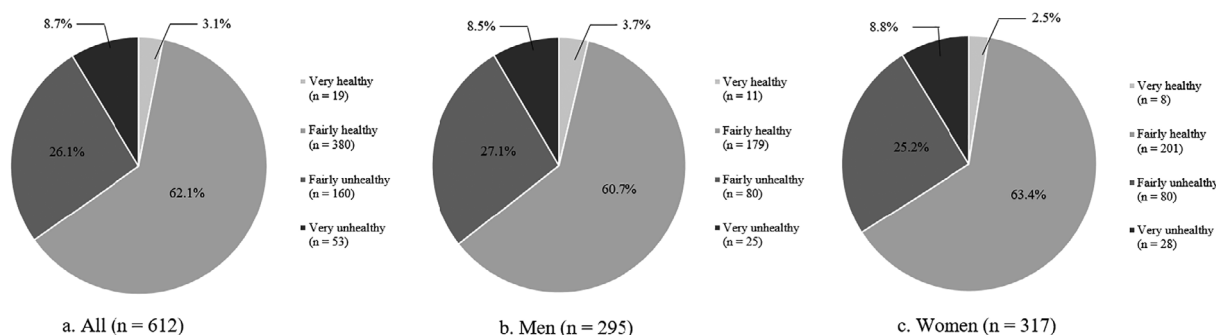 8.7%
3.1%
26.1%
62.1%
Very healthy
(n = 19)
Fairly healthy
(n = 380)
Fairly unhealthy
(n = 160)
Very unhealthy
(n = 53)
a. All (n = 612)
8.5%
3.7%
27.1%
60.7%
Very healthy
(n = 11)
Fairly healthy
(n = 179)
Fairly unhealthy
(n = 80)
Very unhealthy
(n = 25)
b. Men (n = 295)
8.8%
2.5%
25.2%
63.4%
Very healthy
(n = 8)
Fairly healthy
(n = 201)
Fairly unhealthy
(n = 80)
Very unhealthy
(n = 28)
c. Women (n = 317)